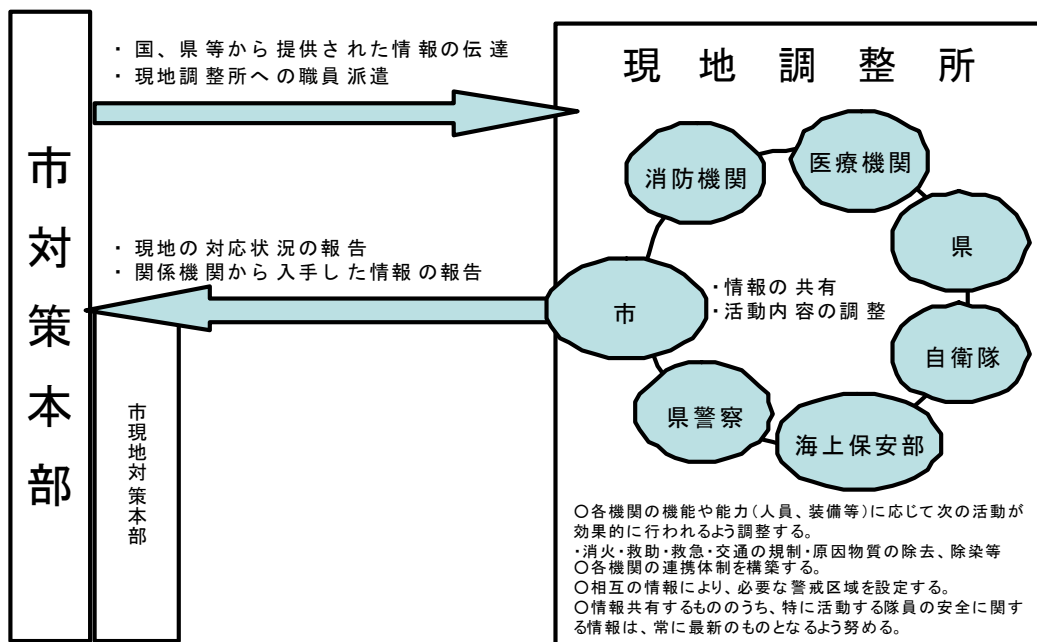 市対策本部
・ 国、県等から提供された情報の伝達
・ 現地調整所への職員派遣
・ 現地の対応状況の報告
・ 関係機関から入手した情報の報告
市現地対策本部
現地調整所
消防機関
医療機関
県
自衛隊
海上保安部
県警察
市
・情報の共有
・活動内容の調整
〇各機関の機能や能力(人員、装備等)に応じて次の活動が
効果的に行われるよう調整する。
・消火・救助・救急・交通の規制・原因物質の除去、除染等
〇各機関の連携体制を構築する。
〇相互の情報により、必要な警戒区域を設定する。
〇情報共有するもののうち、特に活動する隊員の安全に関す
る情報は、常に最新のものとなるよう努める。